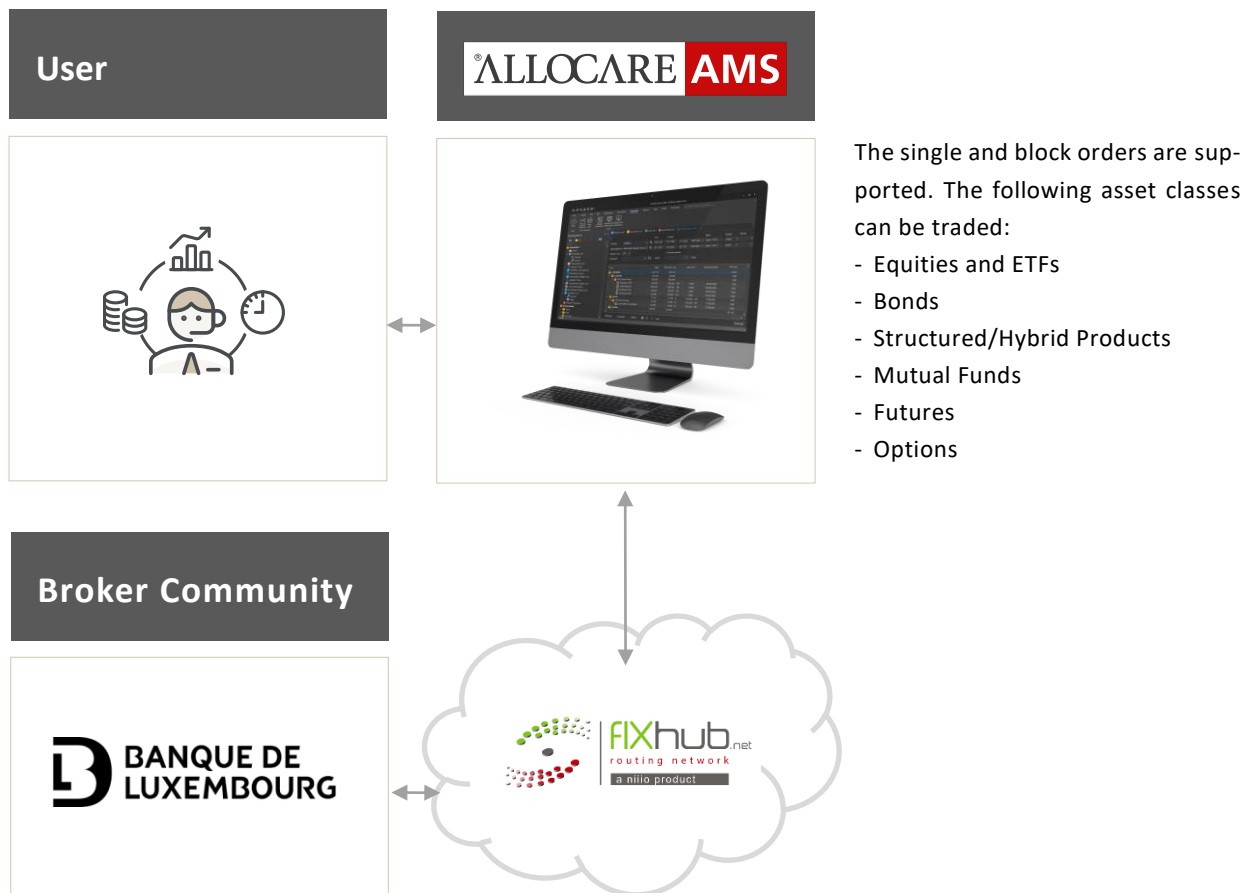 User
®ALLOCARE AMS
The single and block orders are sup-
ported. The following asset classes
can be traded:
- Equities and ETFs
- Bonds
- Structured/Hybrid Products
- Mutual Funds
- Futures
- Options
Broker Community
BANQUE DE
LUXEMBOURG
FIXhub.net
routing network
a niiio product